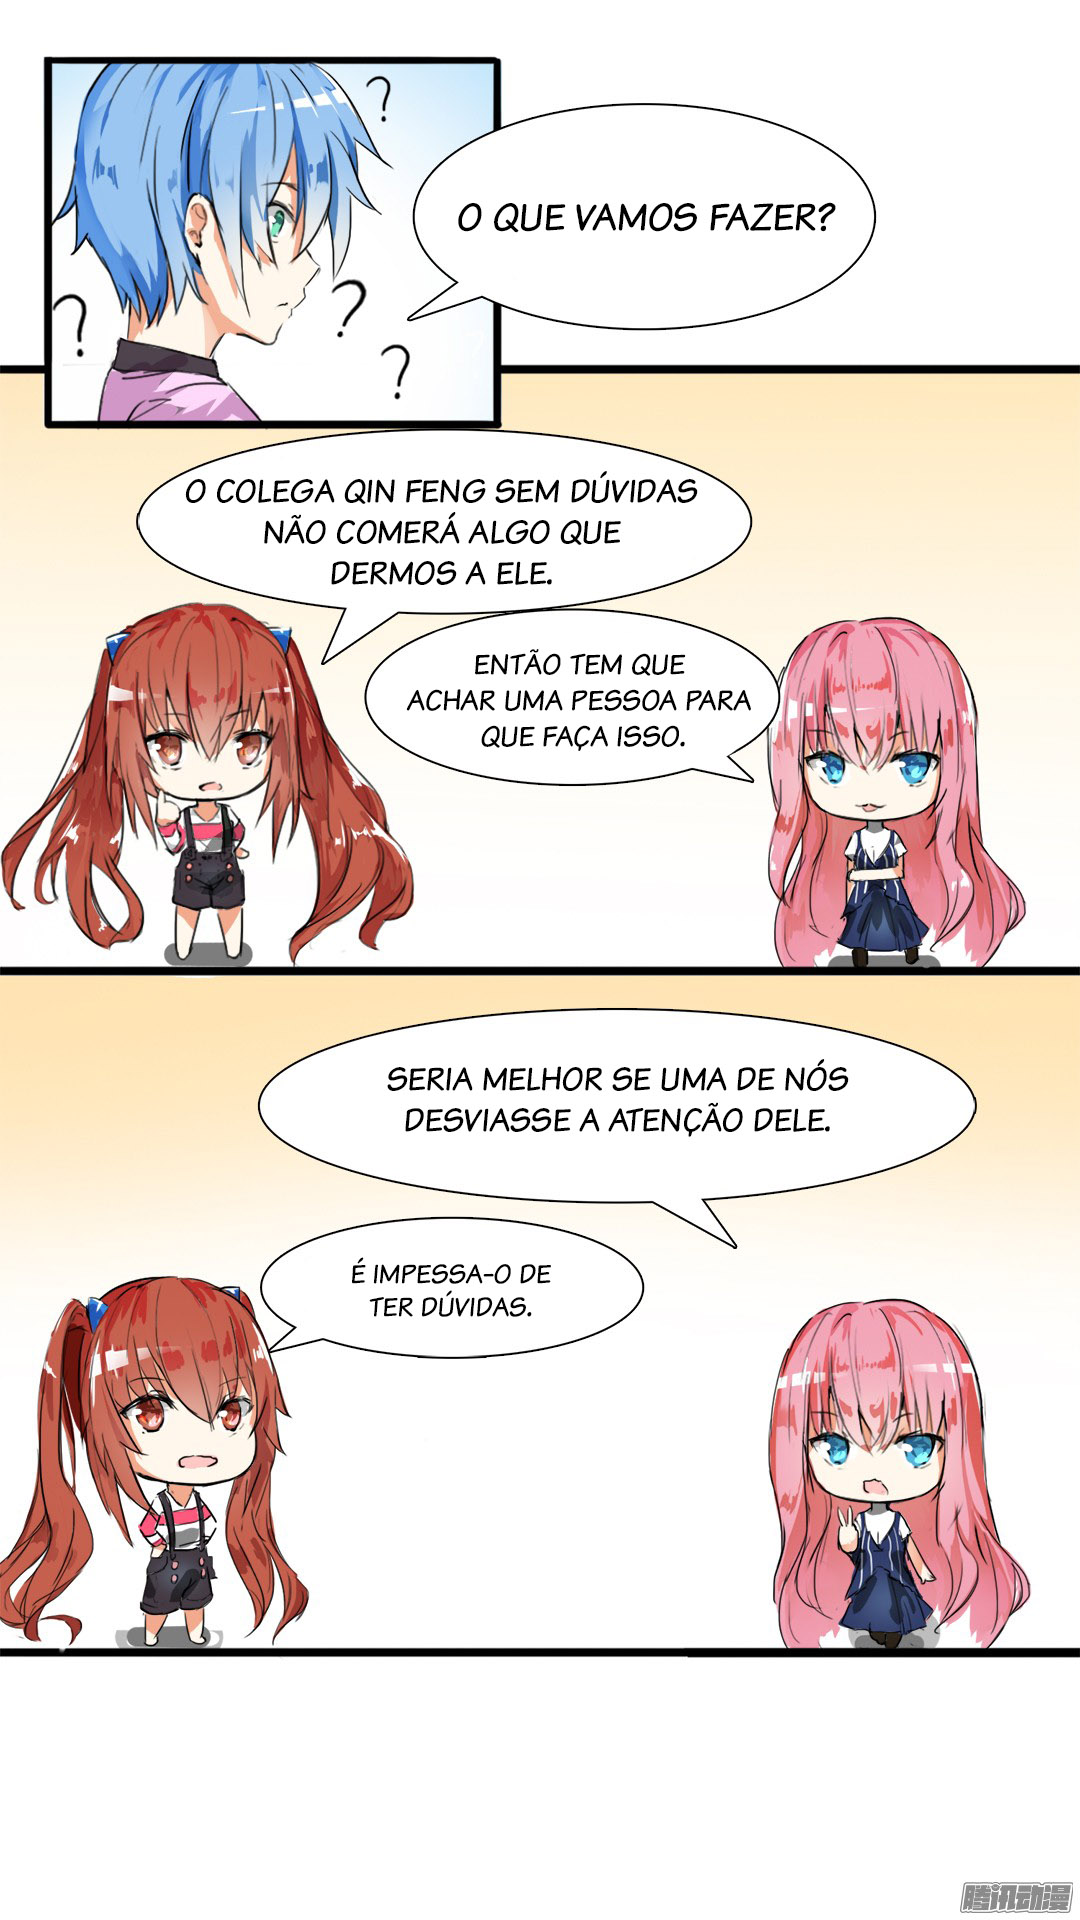 O QUE VAMOS FAZER?
O COLEGA QIN FENG SEM DÚVIDAS
NÃO COMERÁ ALGO QUE
DERMOS A ELE.
ENTÃO TEM QUE
ACHAR UMA PESSOA PARA
QUE FAÇA ISSO.
SERIA MELHOR SE UMA DE NÓS
DESVIASSE A ATENÇÃO DELE.
É IMPESSA-O DE
TER DÚVIDAS.
腾讯动漫